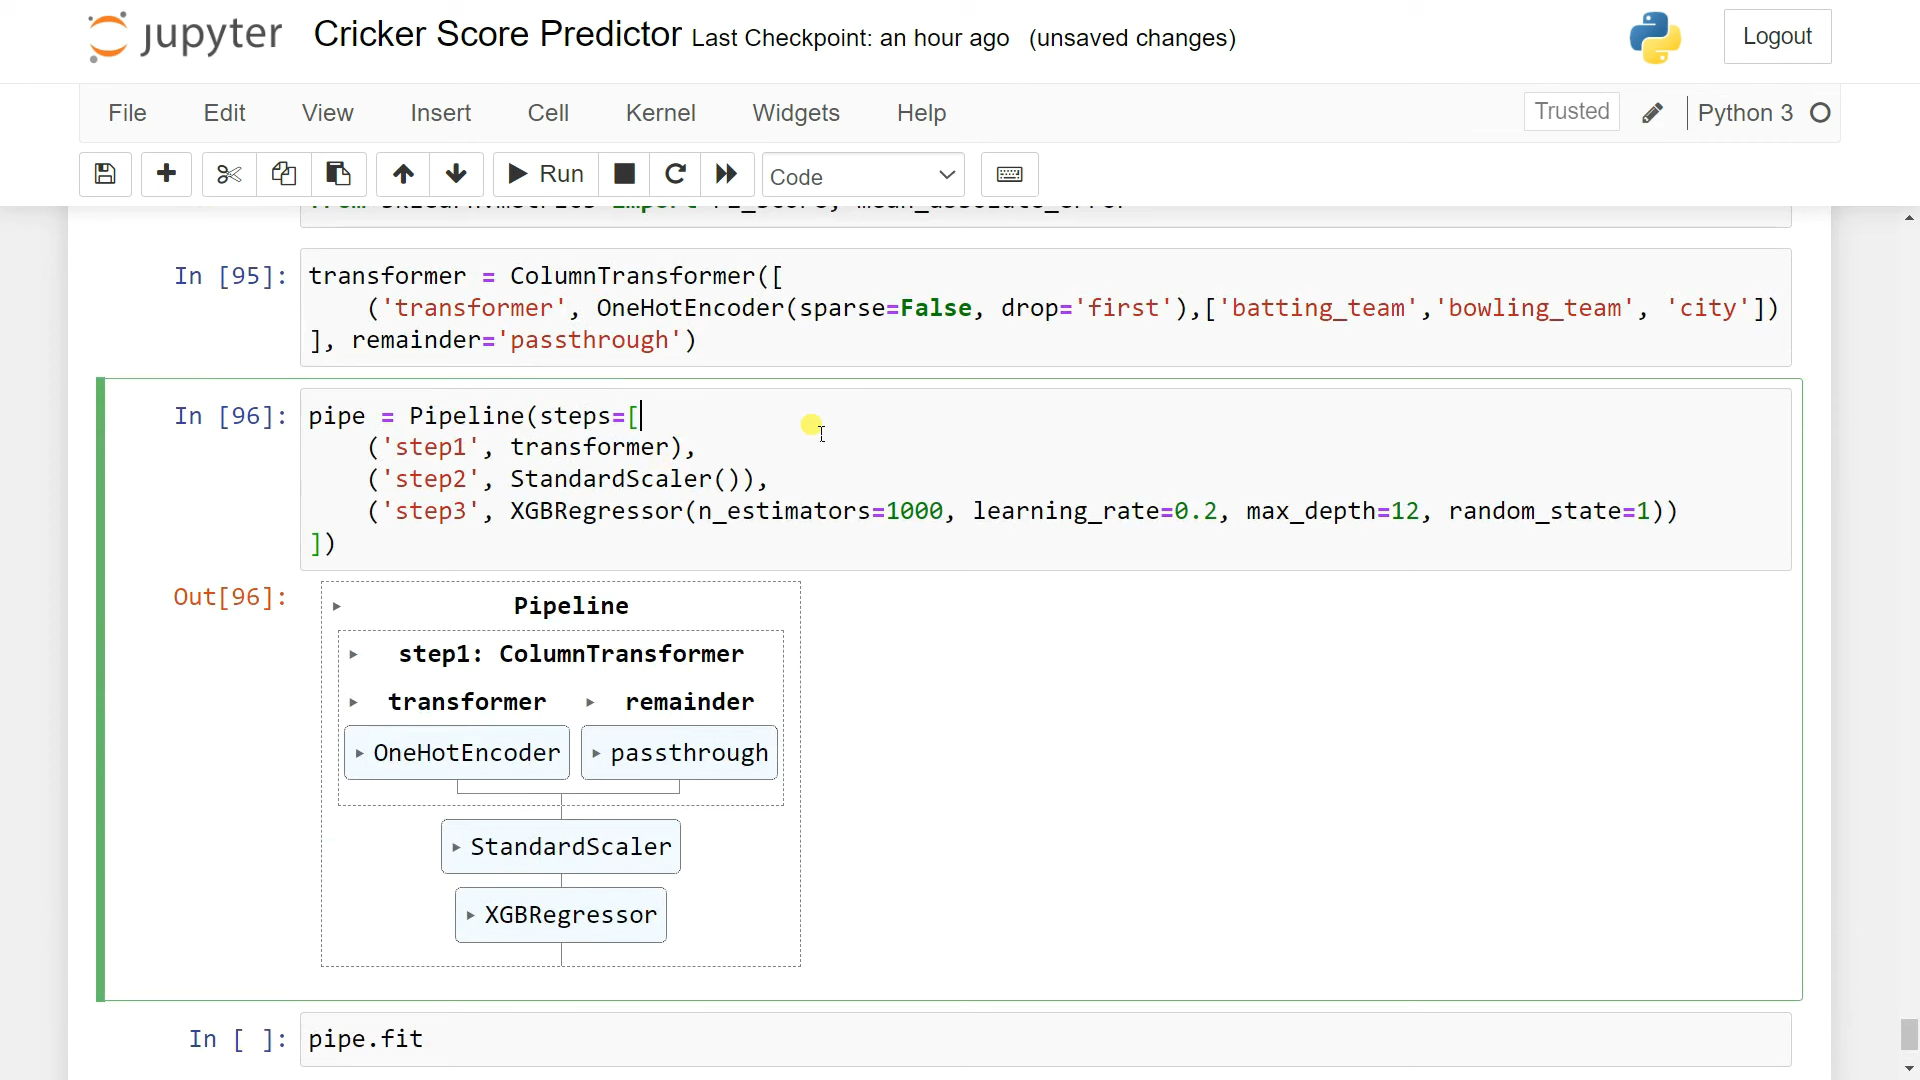 jupyter Cricker Score Predictor Last Checkpoint: an hour ago (unsaved changes) Logout
File Edit View Insert Cell Kernel Widgets Help Trusted Python 3
Run Code
In [95]: transformer = ColumnTransformer([
('transformer', OneHotEncoder(sparse=False, drop='first'),['batting_team','bowling_team', 'city'])
], remainder='passthrough')
In [96]: pipe = Pipeline(steps=[
('step1', transformer),
('step2', StandardScaler()),
('step3', XGBRegressor(n_estimators=1000, learning_rate=0.2, max_depth=12, random_state=1))
])
Out[96]:
Pipeline
step1: ColumnTransformer
transformer remainder
OneHotEncoder passthrough
StandardScaler
XGBRegressor
In [ ]: pipe.fit